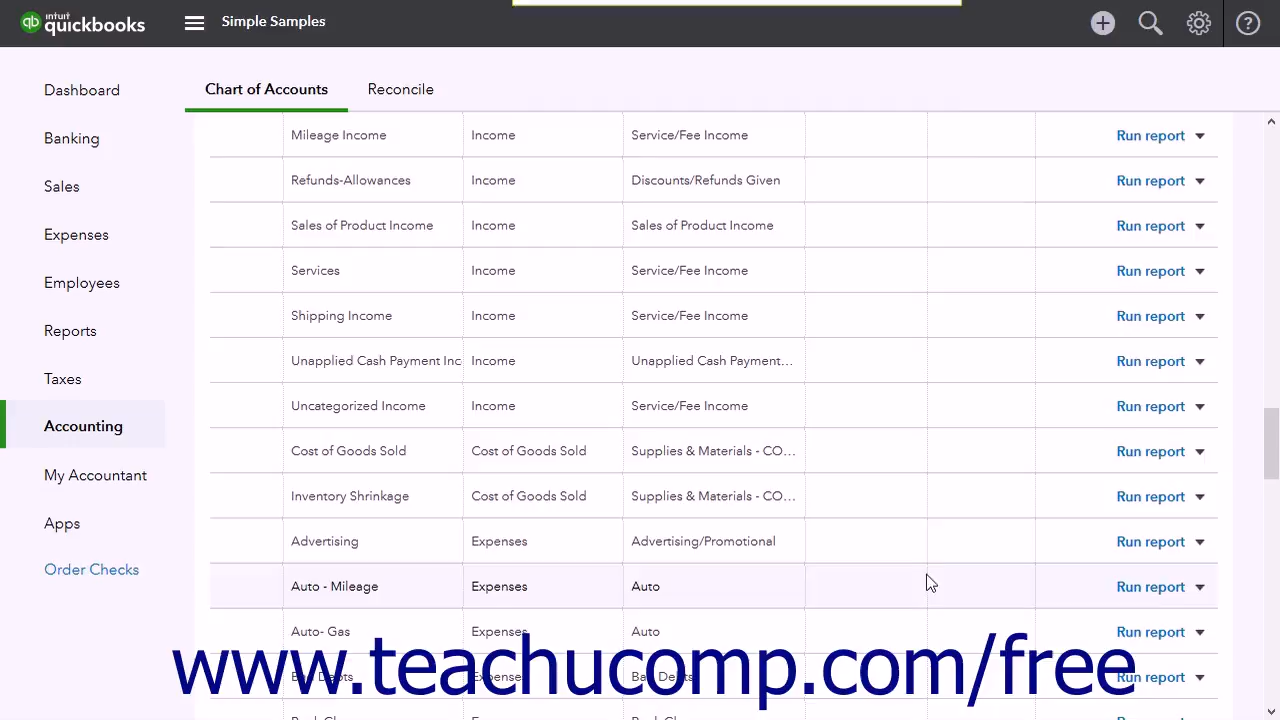 intuit quickbooks
Simple Samples
Dashboard
Banking
Sales
Expenses
Employees
Reports
Taxes
Accounting
My Accountant
Apps
Order Checks
Chart of Accounts Reconcile
Mileage Income Income Service/Fee Income Run report
Refunds-Allowances Income Discounts/Refunds Given Run report
Sales of Product Income Income Sales of Product Income Run report
Services Income Service/Fee Income Run report
Shipping Income Income Service/Fee Income Run report
Unapplied Cash Payment Inc Income Unapplied Cash Payment... Run report
Uncategorized Income Income Service/Fee Income Run report
Cost of Goods Sold Cost of Goods Sold Supplies & Materials - CO... Run report
Inventory Shrinkage Cost of Goods Sold Supplies & Materials - CO... Run report
Advertising Expenses Advertising/Promotional Run report
Auto - Mileage Expenses Auto Run report
Auto- Gas Expenses Auto Run report
Run report
www.teachucomp.com/free